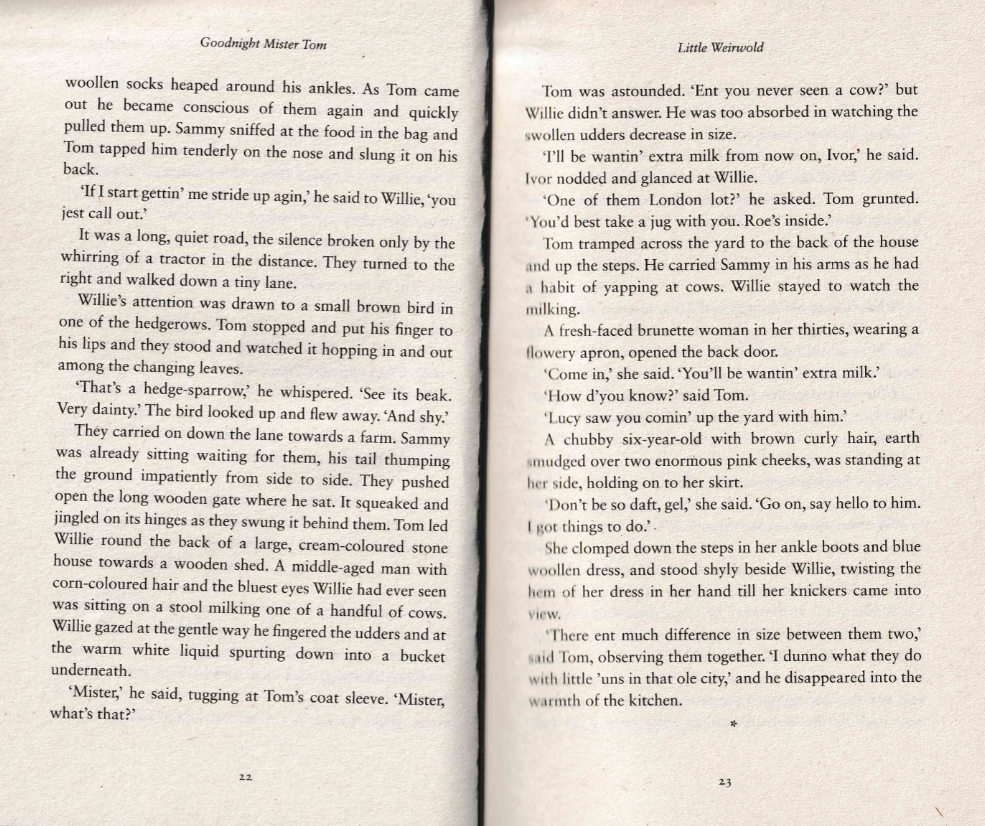 Goodnight Mister Tom
woollen socks heaped around his ankles. As Tom came
out he became conscious of them again and quickly
pulled them up. Sammy sniffed at the food in the bag and
Tom tapped him tenderly on the nose and slung it on his
back.
‘If I start gettin’ me stride up agin,’ he said to Willie, ‘you
jest call out.’
It was a long, quiet road, the silence broken only by the
whirring of a tractor in the distance. They turned to the
right and walked down a tiny lane.
Willie’s attention was drawn to a small brown bird in
one of the hedgerows. Tom stopped and put his finger to
his lips and they stood and watched it hopping in and out
among the changing leaves.
‘That’s a hedge-sparrow,’ he whispered. ‘See its beak.
Very dainty.’ The bird looked up and flew away. ‘And shy.’
They carried on down the lane towards a farm. Sammy
was already sitting waiting for them, his tail thumping
the ground impatiently from side to side. They pushed
open the long wooden gate where he sat. It squeaked and
jingled on its hinges as they swung it behind them. Tom led
Willie round the back of a large, cream-coloured stone
house towards a wooden shed. A middle-aged man with
corn-coloured hair and the bluest eyes Willie had ever seen
was sitting on a stool milking one of a handful of cows.
Willie gazed at the gentle way he fingered the udders and at
the warm white liquid spurting down into a bucket
underneath.
‘Mister,’ he said, tugging at Tom’s coat sleeve. ‘Mister,
what’s that?’
22
Little Weirwold
Tom was astounded. ‘Ent you never seen a cow?’ but
Willie didn’t answer. He was too absorbed in watching the
swollen udders decrease in size.
‘I’ll be wantin’ extra milk from now on, Ivor,’ he said.
Ivor nodded and glanced at Willie.
‘One of them London lot?’ he asked. Tom grunted.
‘You’d best take a jug with you. Roe’s inside.’
Tom tramped across the yard to the back of the house
and up the steps. He carried Sammy in his arms as he had
a habit of yapping at cows. Willie stayed to watch the
milking.
A fresh-faced brunette woman in her thirties, wearing a
flowery apron, opened the back door.
‘Come in,’ she said. ‘You’ll be wantin’ extra milk.’
‘How d’you know?’ said Tom.
‘Lucy saw you comin’ up the yard with him.’
A chubby six-year-old with brown curly hair, earth
smudged over two enormous pink cheeks, was standing at
her side, holding on to her skirt.
‘Don’t be so daft, gel,’ she said. ‘Go on, say hello to him.
I got things to do.’
She clomped down the steps in her ankle boots and blue
woollen dress, and stood shyly beside Willie, twisting the
hem of her dress in her hand till her knickers came into
view.
‘There ent much difference in size between them two,’
said Tom, observing them together. ‘I dunno what they do
with little ’uns in that ole city,’ and he disappeared into the
warmth of the kitchen.
*
23